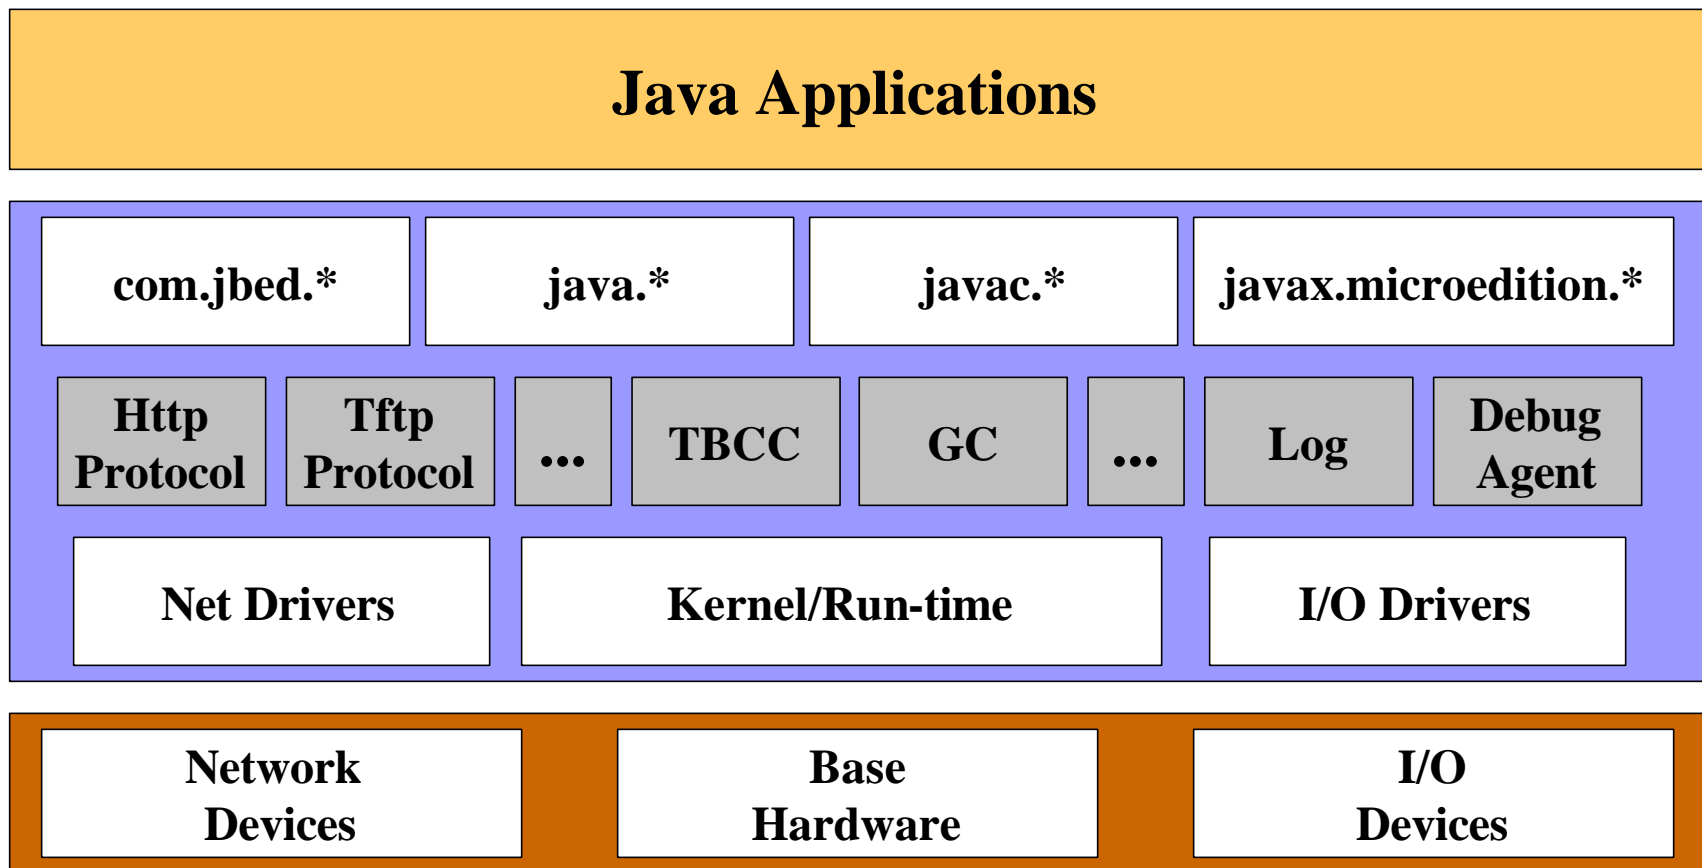 Java Applications
com.jbed.*
java.*
javac.*
javax.microedition.*
Http
Protocol
Tftp
Protocol
...
TBCC
GC
...
Log
Debug
Agent
Net Drivers
Kernel/Run-time
I/O Drivers
Network
Devices
Base
Hardware
I/O
Devices